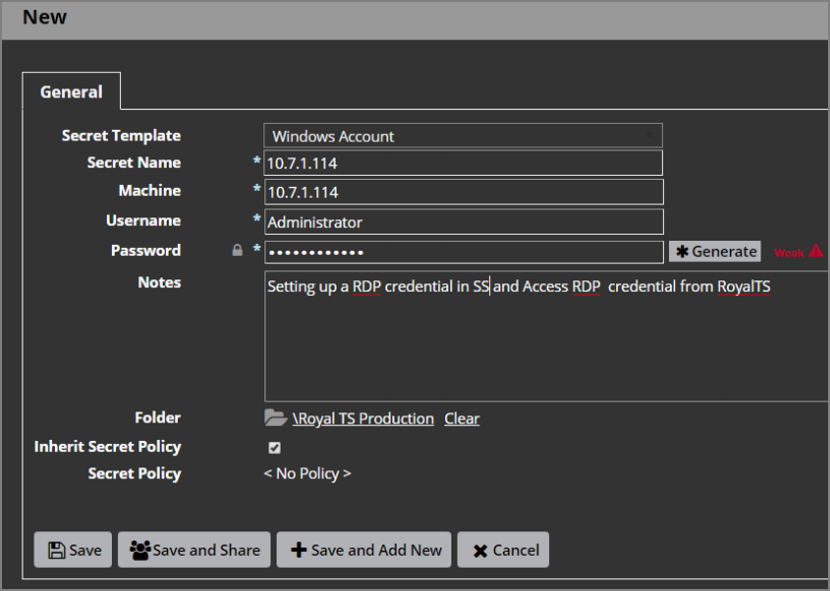 New
General
Secret Template Windows Account
Secret Name * 10.7.1.114
Machine * 10.7.1.114
Username * Administrator
Password * •••••••••••• ✱ Generate Weak
Notes Setting up a RDP credential in SS and Access RDP credential from RoyalTS
Folder \Royal TS Production Clear
Inherit Secret Policy
Secret Policy < No Policy >
Save Save and Share Save and Add New Cancel